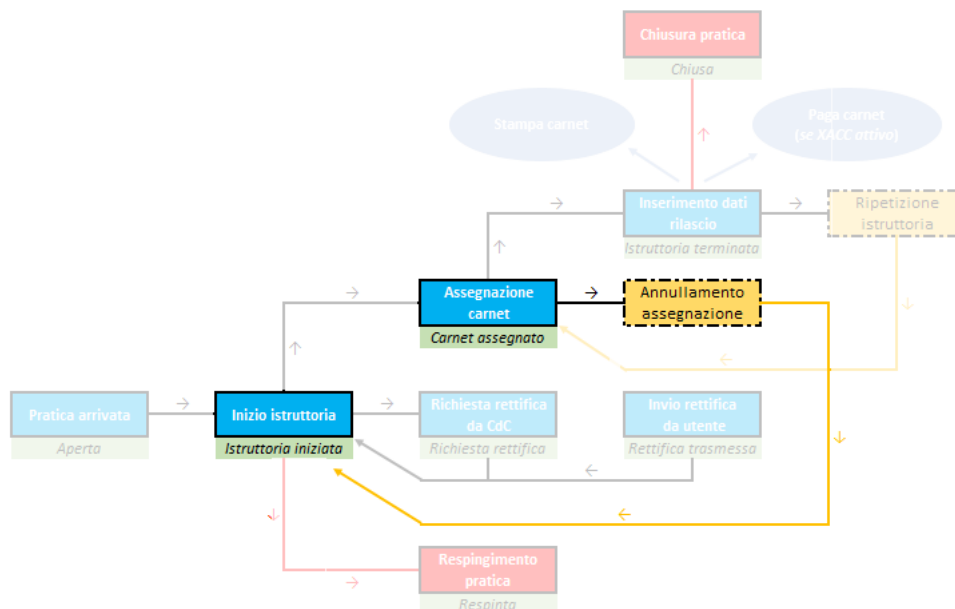 Chiusura pratica
Chiusa
Stampa carnet
Paga carnet
(se XACC attivo)
Inserimento dati
rilascio
Istruttoria terminata
Ripetizione
istruttoria
Assegnazione
carnet
Carnet assegnato
Annullamento
assegnazione
Pratica arrivata
Aperta
Inizio istruttoria
Istruttoria iniziata
Richiesta rettifica
da CdC
Richiesta rettifica
Invio rettifica
da utente
Rettifica trasmessa
Respingimento
pratica
Respinta